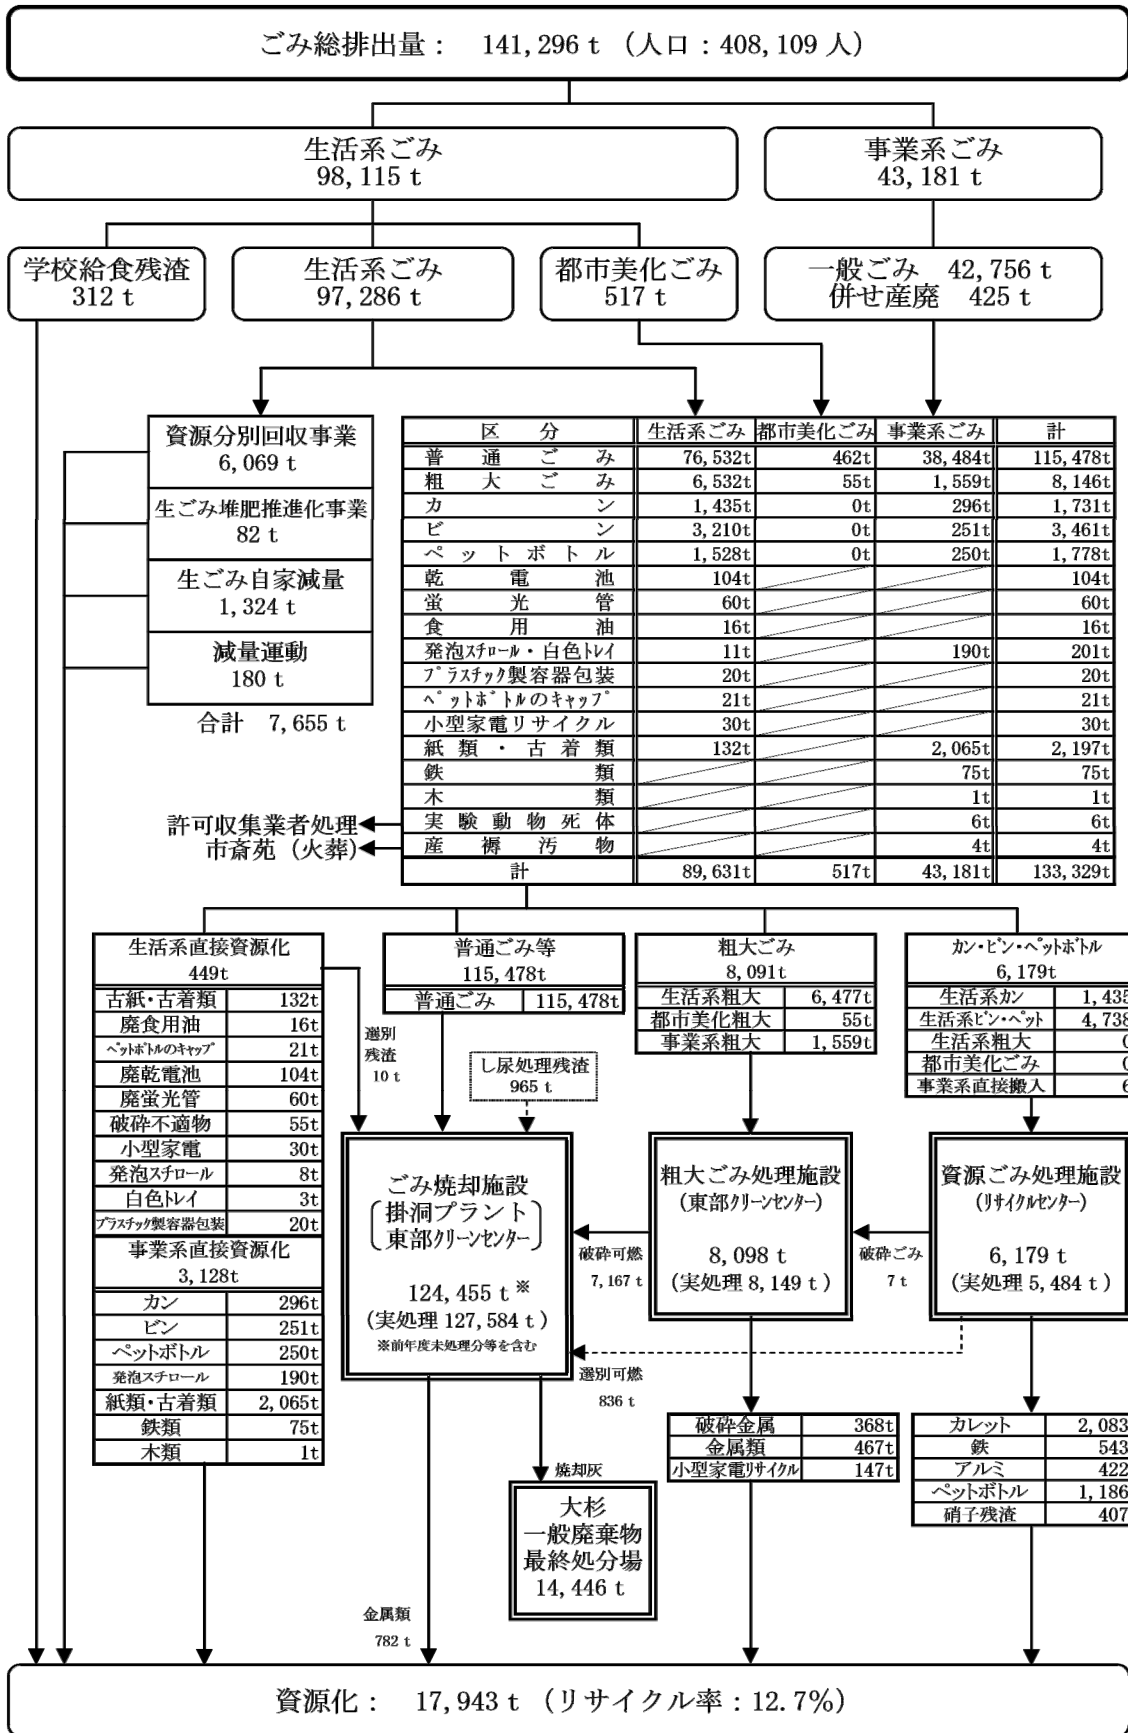 ごみ総排出量： 141,296 t （人口：408,109 人）
生活系ごみ
98,115 t
事業系ごみ
43,181 t
学校給食残渣
312 t
生活系ごみ
97,286 t
都市美化ごみ
517 t
一般ごみ 42,756 t
併せ産廃 425 t
資源分別回収事業
6,069 t
生ごみ堆肥推進化事業
82 t
生ごみ自家減量
1,324 t
減量運動
180 t
合計 7,655 t
区分 生活系ごみ 都市美化ごみ 事業系ごみ 計
普通ごみ 76,532t 462t 38,484t 115,478t
粗大ごみ 6,532t 55t 1,559t 8,146t
カン 1,435t 0t 296t 1,731t
ビン 3,210t 0t 251t 3,461t
ペットボトル 1,528t 0t 250t 1,778t
乾電池 104t 104t
蛍光管 60t 60t
食用油 16t 16t
発泡スチロール・白色トレイ 11t 190t 201t
プラスチック製容器包装 20t 20t
ペットボトルのキャップ 21t 21t
小型家電リサイクル 30t 30t
紙類・古着類 132t 2,065t 2,197t
鉄類 75t 75t
木類 1t 1t
実験動物死体 6t 6t
産褥汚物 4t 4t
計 89,631t 517t 43,181t 133,329t
許可収集業者処理
市斎苑（火葬）
生活系直接資源化
449t
古紙・古着類 132t
廃食用油 16t
ペットボトルのキャップ 21t
廃乾電池 104t
廃蛍光管 60t
破砕不適物 55t
小型家電 30t
発泡スチロール 8t
白色トレイ 3t
プラスチック製容器包装 20t
事業系直接資源化
3,128t
カン 296t
ビン 251t
ペットボトル 250t
発泡スチロール 190t
紙類・古着類 2,065t
鉄類 75t
木類 1t
選別
残渣
10 t
普通ごみ等
115,478t
普通ごみ 115,478t
し尿処理残渣
965 t
粗大ごみ
8,091t
生活系粗大 6,477t
都市美化粗大 55t
事業系粗大 1,559t
カン・ビン・ペットボトル
6,179t
生活系カン 1,435
生活系ビン・ペット 4,738
生活系粗大 0
都市美化ごみ 0
事業系直接搬入 6
ごみ焼却施設
掛洞プラント
東部クリーンセンター
124,455 t ※
（実処理 127,584 t）
※前年度未処理分等を含む
破砕可燃
7,167 t
粗大ごみ処理施設
（東部クリーンセンター）
8,098 t
（実処理 8,149 t）
破砕ごみ
7 t
資源ごみ処理施設
（リサイクルセンター）
6,179 t
（実処理 5,484 t）
選別可燃
836 t
破砕金属 368t
金属類 467t
小型家電リサイクル 147t
カレット 2,083
鉄 543
アルミ 422
ペットボトル 1,186
硝子残渣 407
焼却灰
大杉
一般廃棄物
最終処分場
14,446 t
金属類
782 t
資源化： 17,943 t （リサイクル率：12.7%）